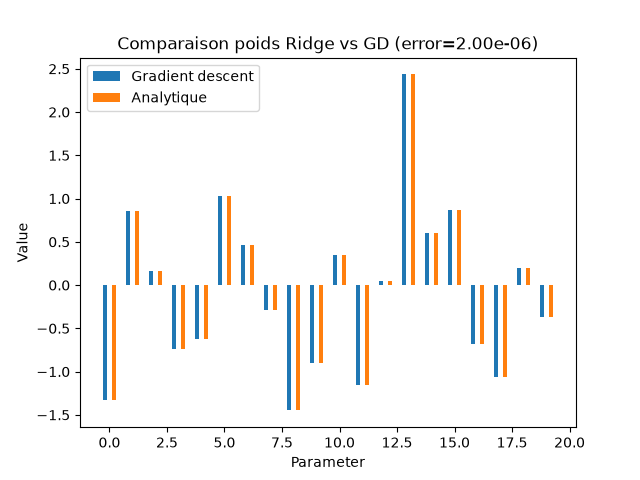 Comparaison poids Ridge vs GD (error=2.00e-06)
Gradient descent
Analytique
2.5
2.0
1.5
1.0
0.5
0.0
−0.5
−1.0
−1.5
Value
0.0 2.5 5.0 7.5 10.0 12.5 15.0 17.5 20.0
Parameter